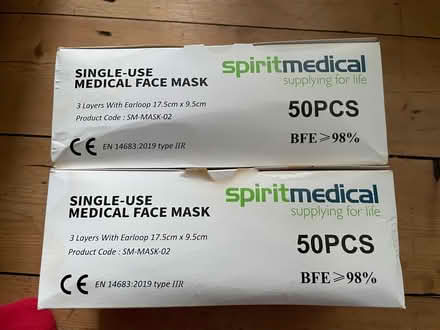 SINGLE-USE
MEDICAL FACE MASK
3 Layers With Earloop 17.5cm x 9.5cm
Product Code : SM-MASK-02
CE EN 14683:2019 type IIR
spiritmedical
supplying for life
50PCS
BFE⩾98%
SINGLE-USE
MEDICAL FACE MASK
3 Layers With Earloop 17.5cm x 9.5cm
Product Code : SM-MASK-02
CE EN 14683:2019 type IIR
spiritmedical
supplying for life
50PCS
BFE⩾98%